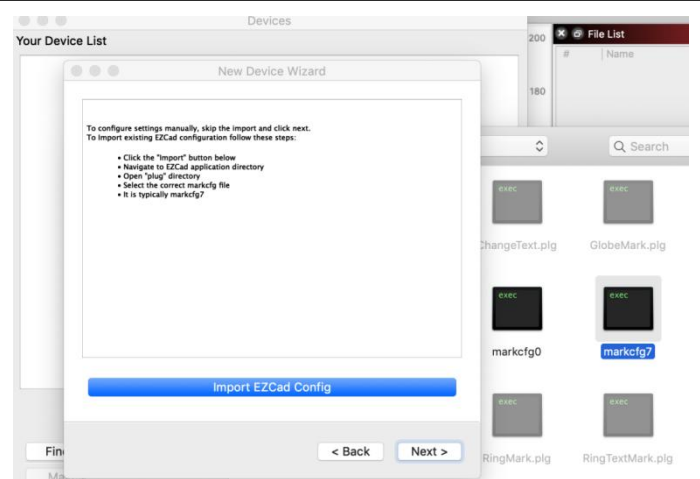 Devices
Your Device List
New Device Wizard
To configure settings manually, skip the import and click next.
To Import existing EZCad configuration follow these steps:
• Click the "Import" button below
• Navigate to EZCad application directory
• Open "plug" directory
• Select the correct markcfg file
• It is typically markcfg7
Import EZCad Config
< Back
Next >
200
180
File List
# Name
Search
exec
exec
ChangeText.plg
GlobeMark.plg
exec
exec
markcfg0
markcfg7
exec
exec
RingMark.plg
RingTextMark.plg